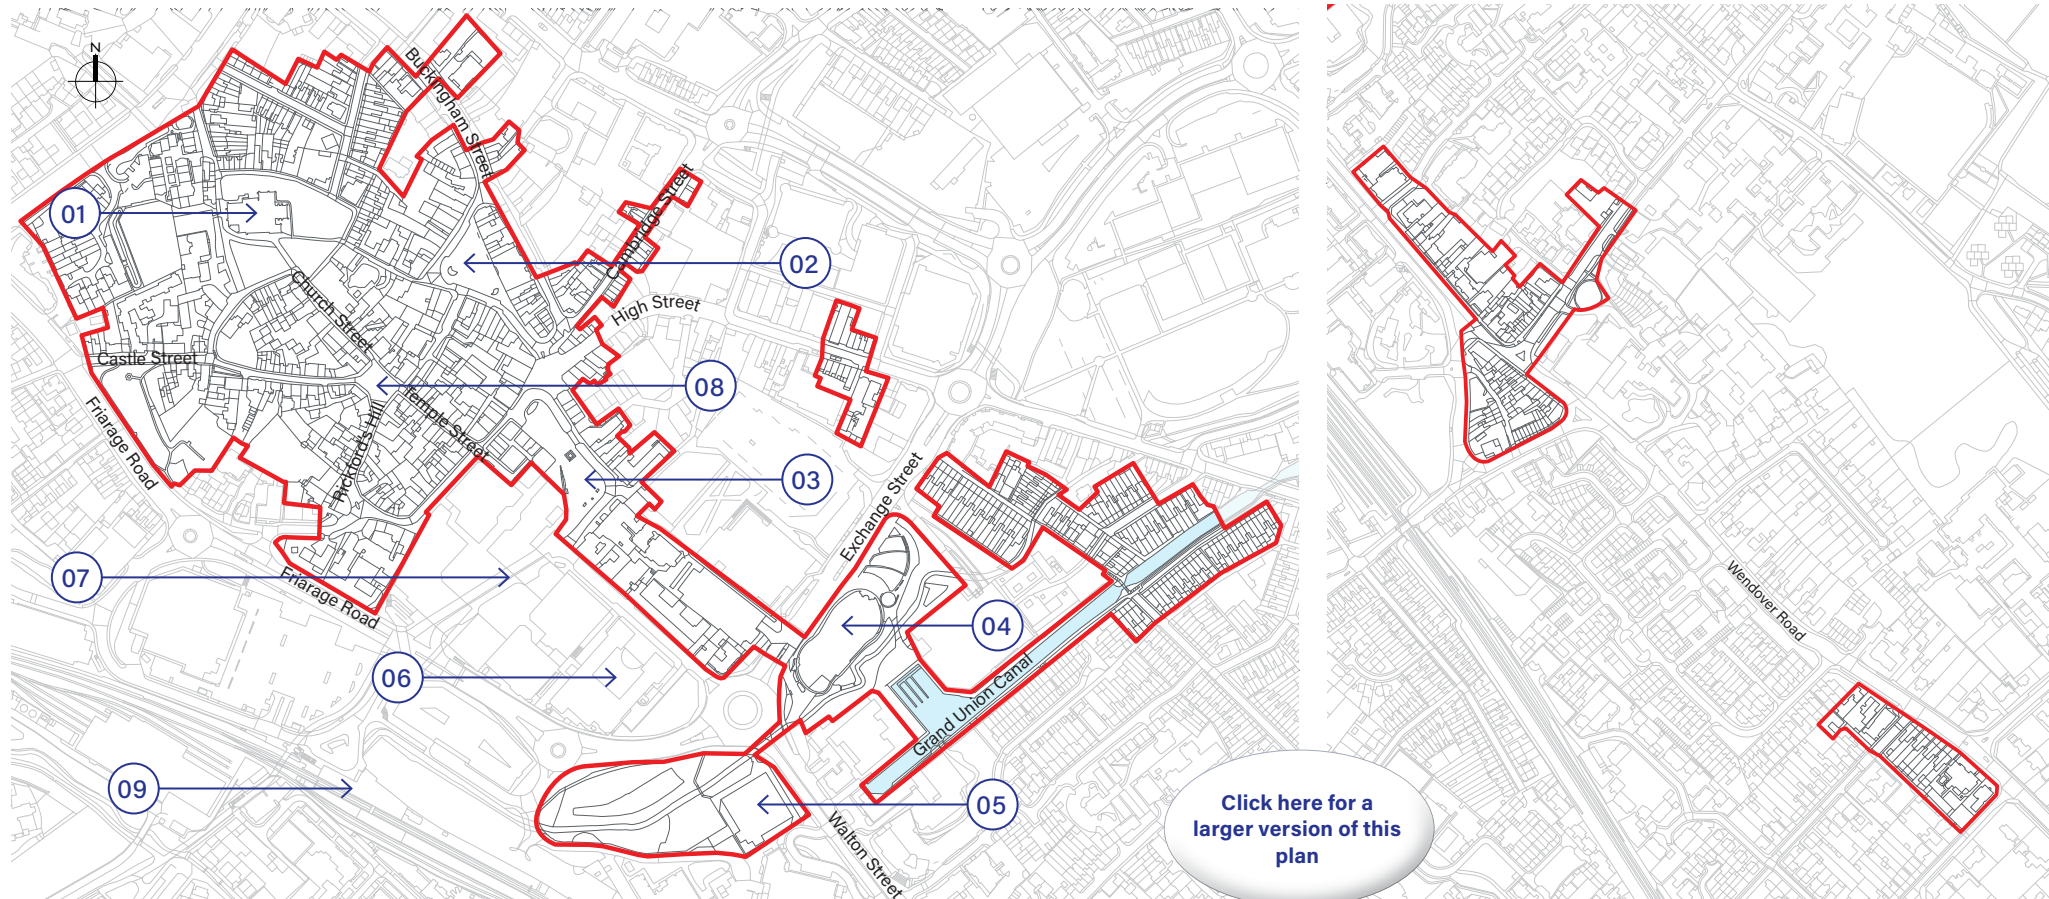 N
Buckingham Street
01
02
Cambridge Street
High Street
Church Street
Castle Street
08
Temple Street
Rickford's Hill
Friarage Road
03
Exchange Street
07
Friarage Road
04
06
Grand Union Canal
09
05
Walton Street
Wendover Road
Click here for a
larger version of this
plan